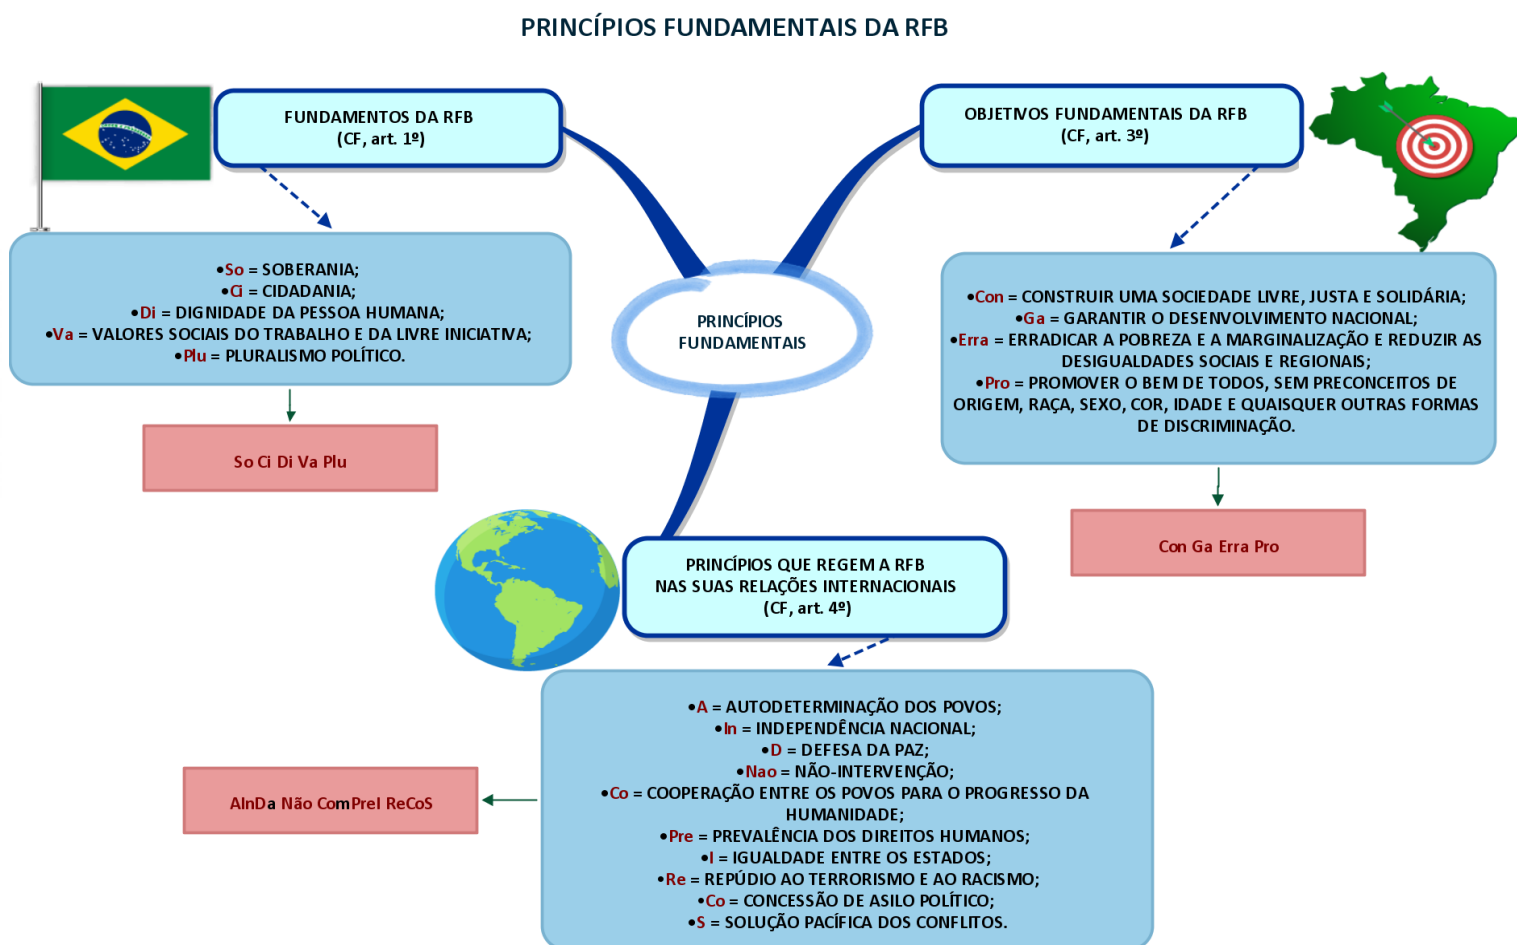 PRINCÍPIOS FUNDAMENTAIS DA RFB
FUNDAMENTOS DA RFB
(CF, art. 1º)
•So = SOBERANIA;
•Ci = CIDADANIA;
•Di = DIGNIDADE DA PESSOA HUMANA;
•Va = VALORES SOCIAIS DO TRABALHO E DA LIVRE INICIATIVA;
•Plu = PLURALISMO POLÍTICO.
So Ci Di Va Plu
OBJETIVOS FUNDAMENTAIS DA RFB
(CF, art. 3º)
•Con = CONSTRUIR UMA SOCIEDADE LIVRE, JUSTA E SOLIDÁRIA;
•Ga = GARANTIR O DESENVOLVIMENTO NACIONAL;
•Erra = ERRADICAR A POBREZA E A MARGINALIZAÇÃO E REDUZIR AS
DESIGUALDADES SOCIAIS E REGIONAIS;
•Pro = PROMOVER O BEM DE TODOS, SEM PRECONCEITOS DE
ORIGEM, RAÇA, SEXO, COR, IDADE E QUAISQUER OUTRAS FORMAS
DE DISCRIMINAÇÃO.
Con Ga Erra Pro
PRINCÍPIOS
FUNDAMENTAIS
PRINCÍPIOS QUE REGEM A RFB
NAS SUAS RELAÇÕES INTERNACIONAIS
(CF, art. 4º)
•A = AUTODETERMINAÇÃO DOS POVOS;
•In = INDEPENDÊNCIA NACIONAL;
•D = DEFESA DA PAZ;
•Nao = NÃO-INTERVENÇÃO;
•Co = COOPERAÇÃO ENTRE OS POVOS PARA O PROGRESSO DA
HUMANIDADE;
•Pre = PREVALÊNCIA DOS DIREITOS HUMANOS;
•I = IGUALDADE ENTRE OS ESTADOS;
•Re = REPÚDIO AO TERRORISMO E AO RACISMO;
•Co = CONCESSÃO DE ASILO POLÍTICO;
•S = SOLUÇÃO PACÍFICA DOS CONFLITOS.
AInDa Não ComPreI ReCoS